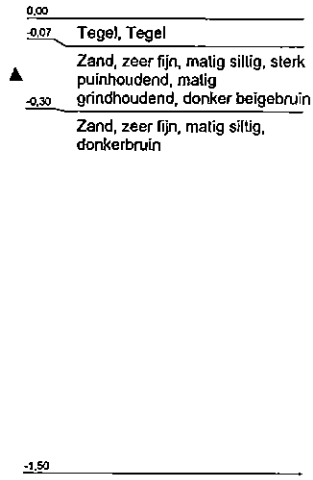 0,00
-0,07 Tegel, Tegel
Zand, zeer fijn, matig siltig, sterk
puinhoudend, matig
-0,30 grindhoudend, donker beigebruin
Zand, zeer fijn, matig siltig,
donkerbruin
-1,50